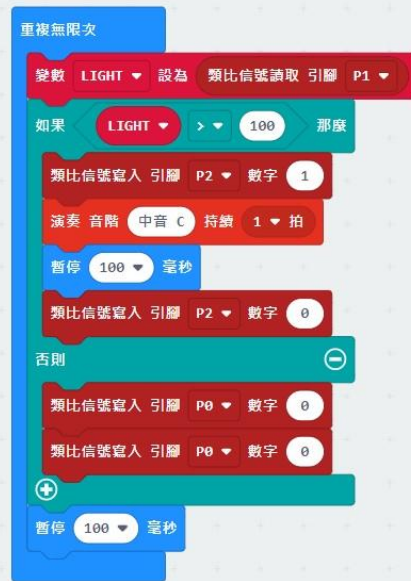 重複無限次
變數 LIGHT 設為 類比信號讀取 引腳 P1
如果 LIGHT > 100 那麼
類比信號寫入 引腳 P2 數字 1
演奏 音階 中音 C 持續 1 拍
暫停 100 毫秒
類比信號寫入 引腳 P2 數字 0
否則
類比信號寫入 引腳 P0 數字 0
類比信號寫入 引腳 P0 數字 0
暫停 100 毫秒